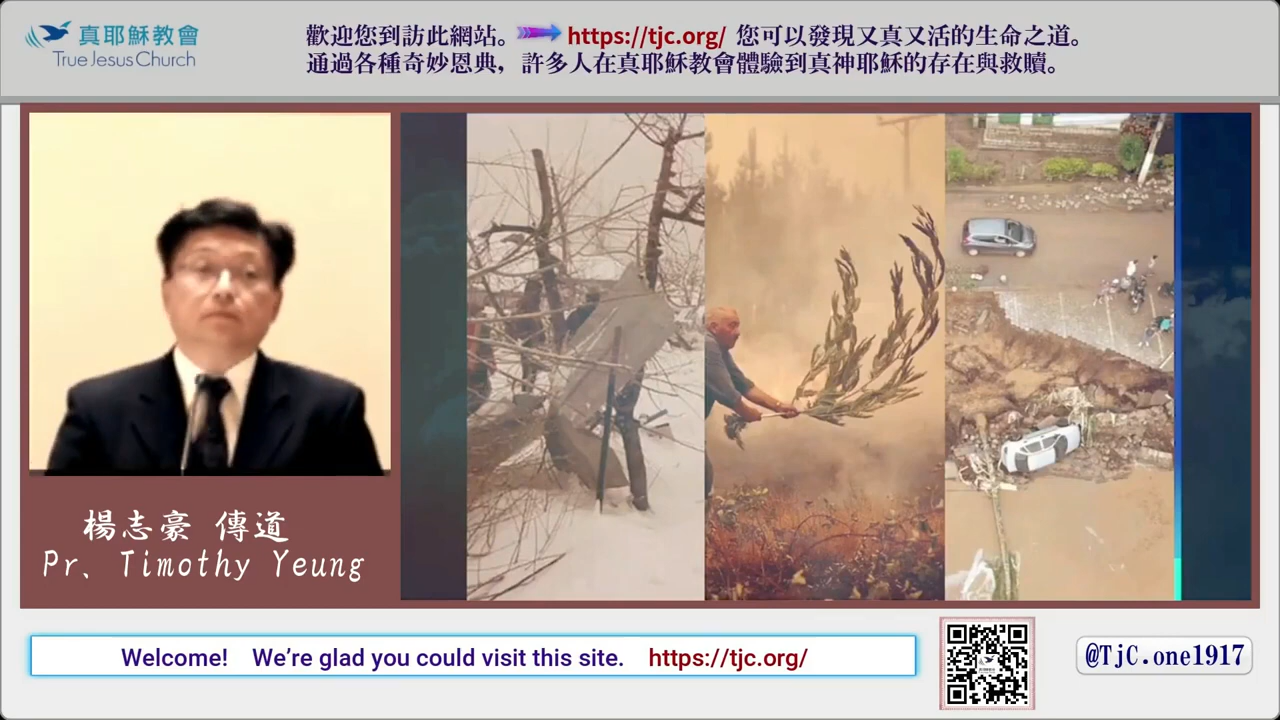 真耶穌教會
True Jesus Church
歡迎您到訪此網站。 https://tjc.org/ 您可以發現又真又活的生命之道。
通過各種奇妙恩典，許多人在真耶穌教會體驗到真神耶穌的存在與救贖。
楊志豪 傳道
Pr. Timothy Yeung
Welcome! We’re glad you could visit this site. https://tjc.org/
@TjC.one1917